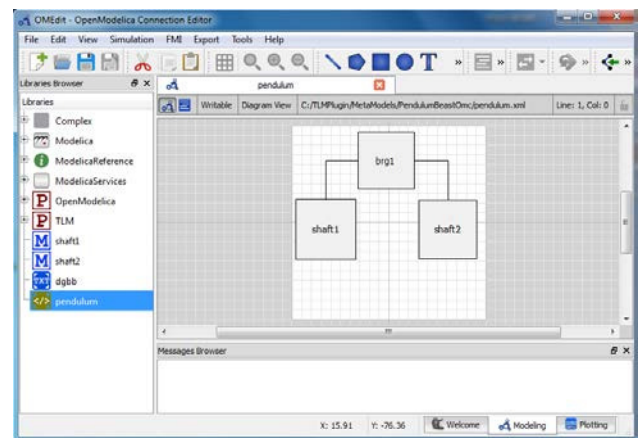 OMEdit - OpenModelica Connection Editor
File Edit View Simulation FMI Export Tools Help
T » » »
Libraries Browser
pendulum
Libraries
Writable Diagram View C:/TLMPlugin/MetaModels/PendulumBeastOmc/pendulum.xml Line: 1, Col: 0
Complex
Modelica
i ModelicaReference
ModelicaServices
P OpenModelica
P TLM
M shaft1
M shaft2
TXT dgbb
</> pendulum
brg1
shaft1 shaft2
Messages Browser
X: 15.91 Y: -76.36 Welcome Modeling Plotting